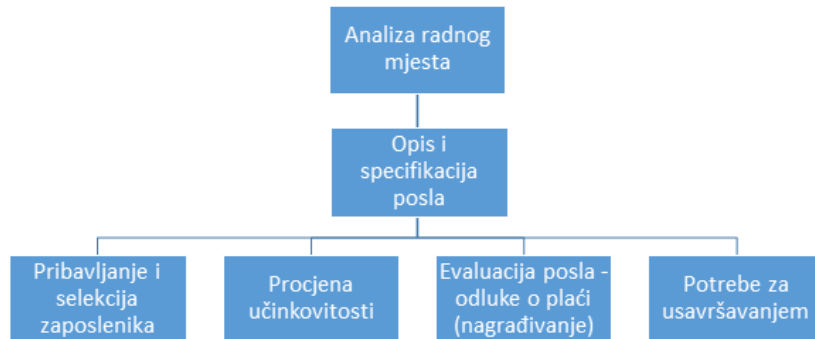 Analiza radnog
mjesta
Opis i
specifikacija
posla
Pribavljanje i
selekcija
zaposlenika
Procjena
učinkovitosti
Evaluacija posla -
odluke o plaći
(nagrađivanje)
Potrebe za
usavršavanjem